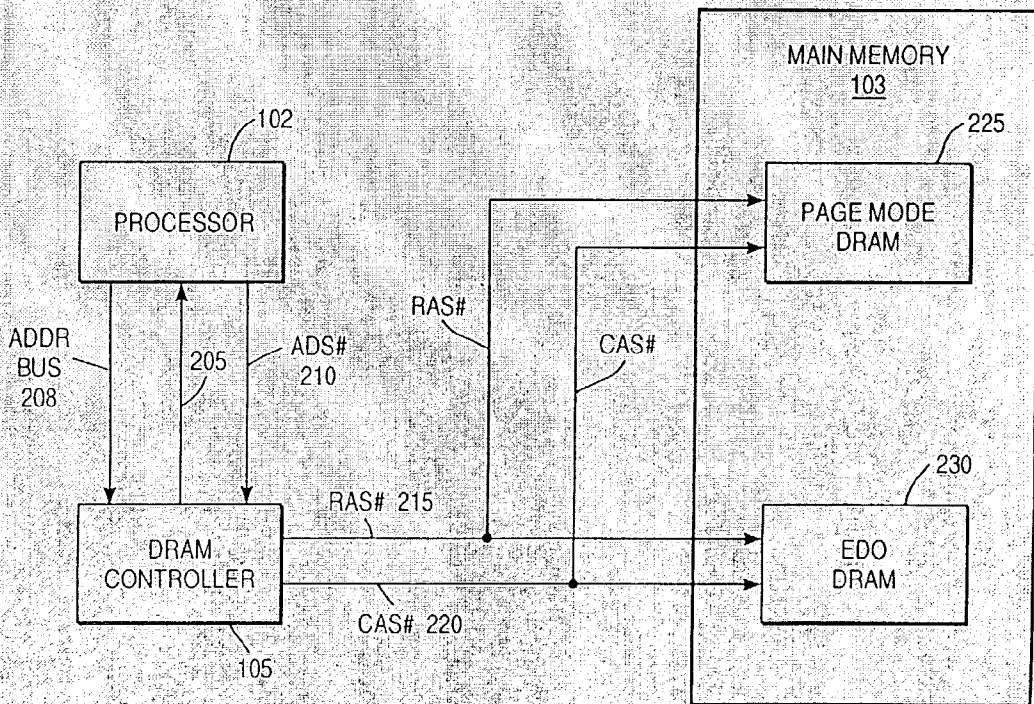 MAIN MEMORY
103
102
225
PROCESSOR
PAGE MODE
DRAM
RAS#
CAS#
ADDR
BUS
208
205
ADS#
210
230
RAS# 215
DRAM
CONTROLLER
EDO
DRAM
CAS# 220
105